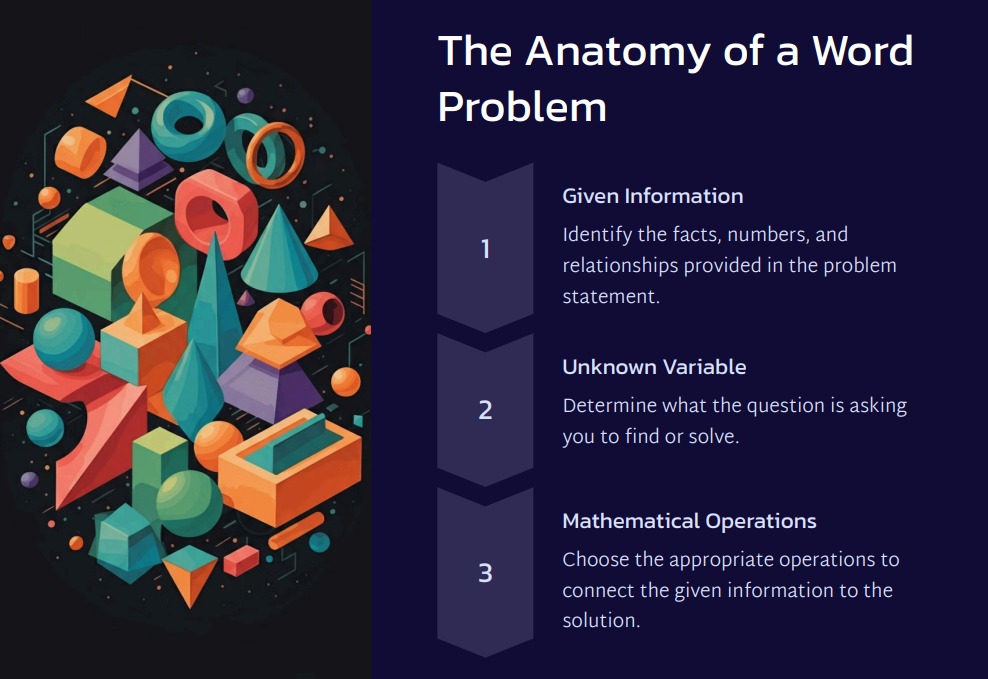 The Anatomy of a Word
Problem
1
Given Information
Identify the facts, numbers, and
relationships provided in the problem
statement.
2
Unknown Variable
Determine what the question is asking
you to find or solve.
3
Mathematical Operations
Choose the appropriate operations to
connect the given information to the
solution.